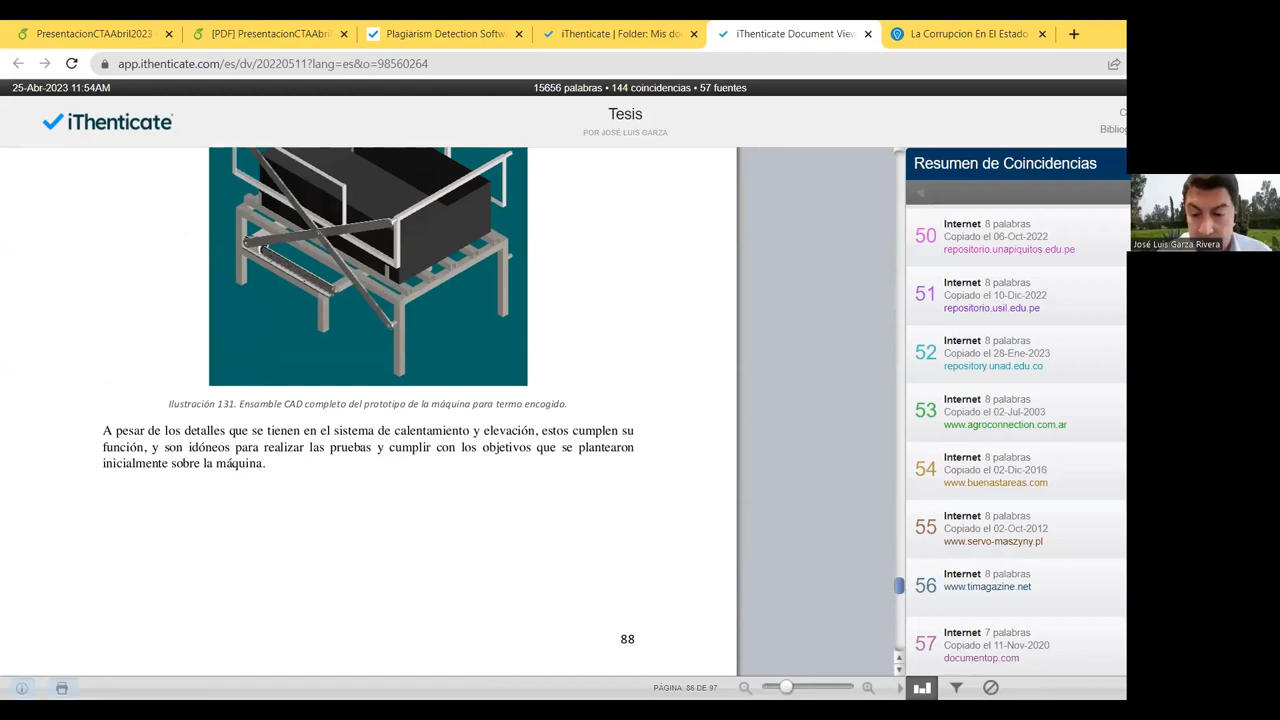 PresentacionCTAAbril2023
[PDF] PresentacionCTAAbril
Plagiarism Detection Softw
iThenticate | Folder: Mis do
iThenticate Document View
La Corrupcion En El Estado
app.ithenticate.com/es/dv/20220511?lang=es&o=98560264
25-Abr-2023 11:54AM
15656 palabras • 144 coincidencias • 57 fuentes
iThenticate
Tesis
POR JOSÉ LUIS GARZA
C
Bibliog
Ilustración 131. Ensamble CAD completo del prototipo de la máquina para termo encogido.
A pesar de los detalles que se tienen en el sistema de calentamiento y elevación, estos cumplen su
función, y son idóneos para realizar las pruebas y cumplir con los objetivos que se plantearon
inicialmente sobre la máquina.
88
Resumen de Coincidencias
50 Internet 8 palabras
Copiado el 06-Oct-2022
repositorio.unapiquitos.edu.pe
51 Internet 8 palabras
Copiado el 10-Dic-2022
repositorio.usil.edu.pe
52 Internet 8 palabras
Copiado el 28-Ene-2023
repository.unad.edu.co
53 Internet 8 palabras
Copiado el 02-Jul-2003
www.agroconnection.com.ar
54 Internet 8 palabras
Copiado el 02-Dic-2016
www.buenastareas.com
55 Internet 8 palabras
Copiado el 02-Oct-2012
www.servo-maszyny.pl
56 Internet 8 palabras
www.timagazine.net
57 Internet 7 palabras
Copiado el 11-Nov-2020
documentop.com
PÁGINA: 86 DE 97
José Luis Garza Rivera